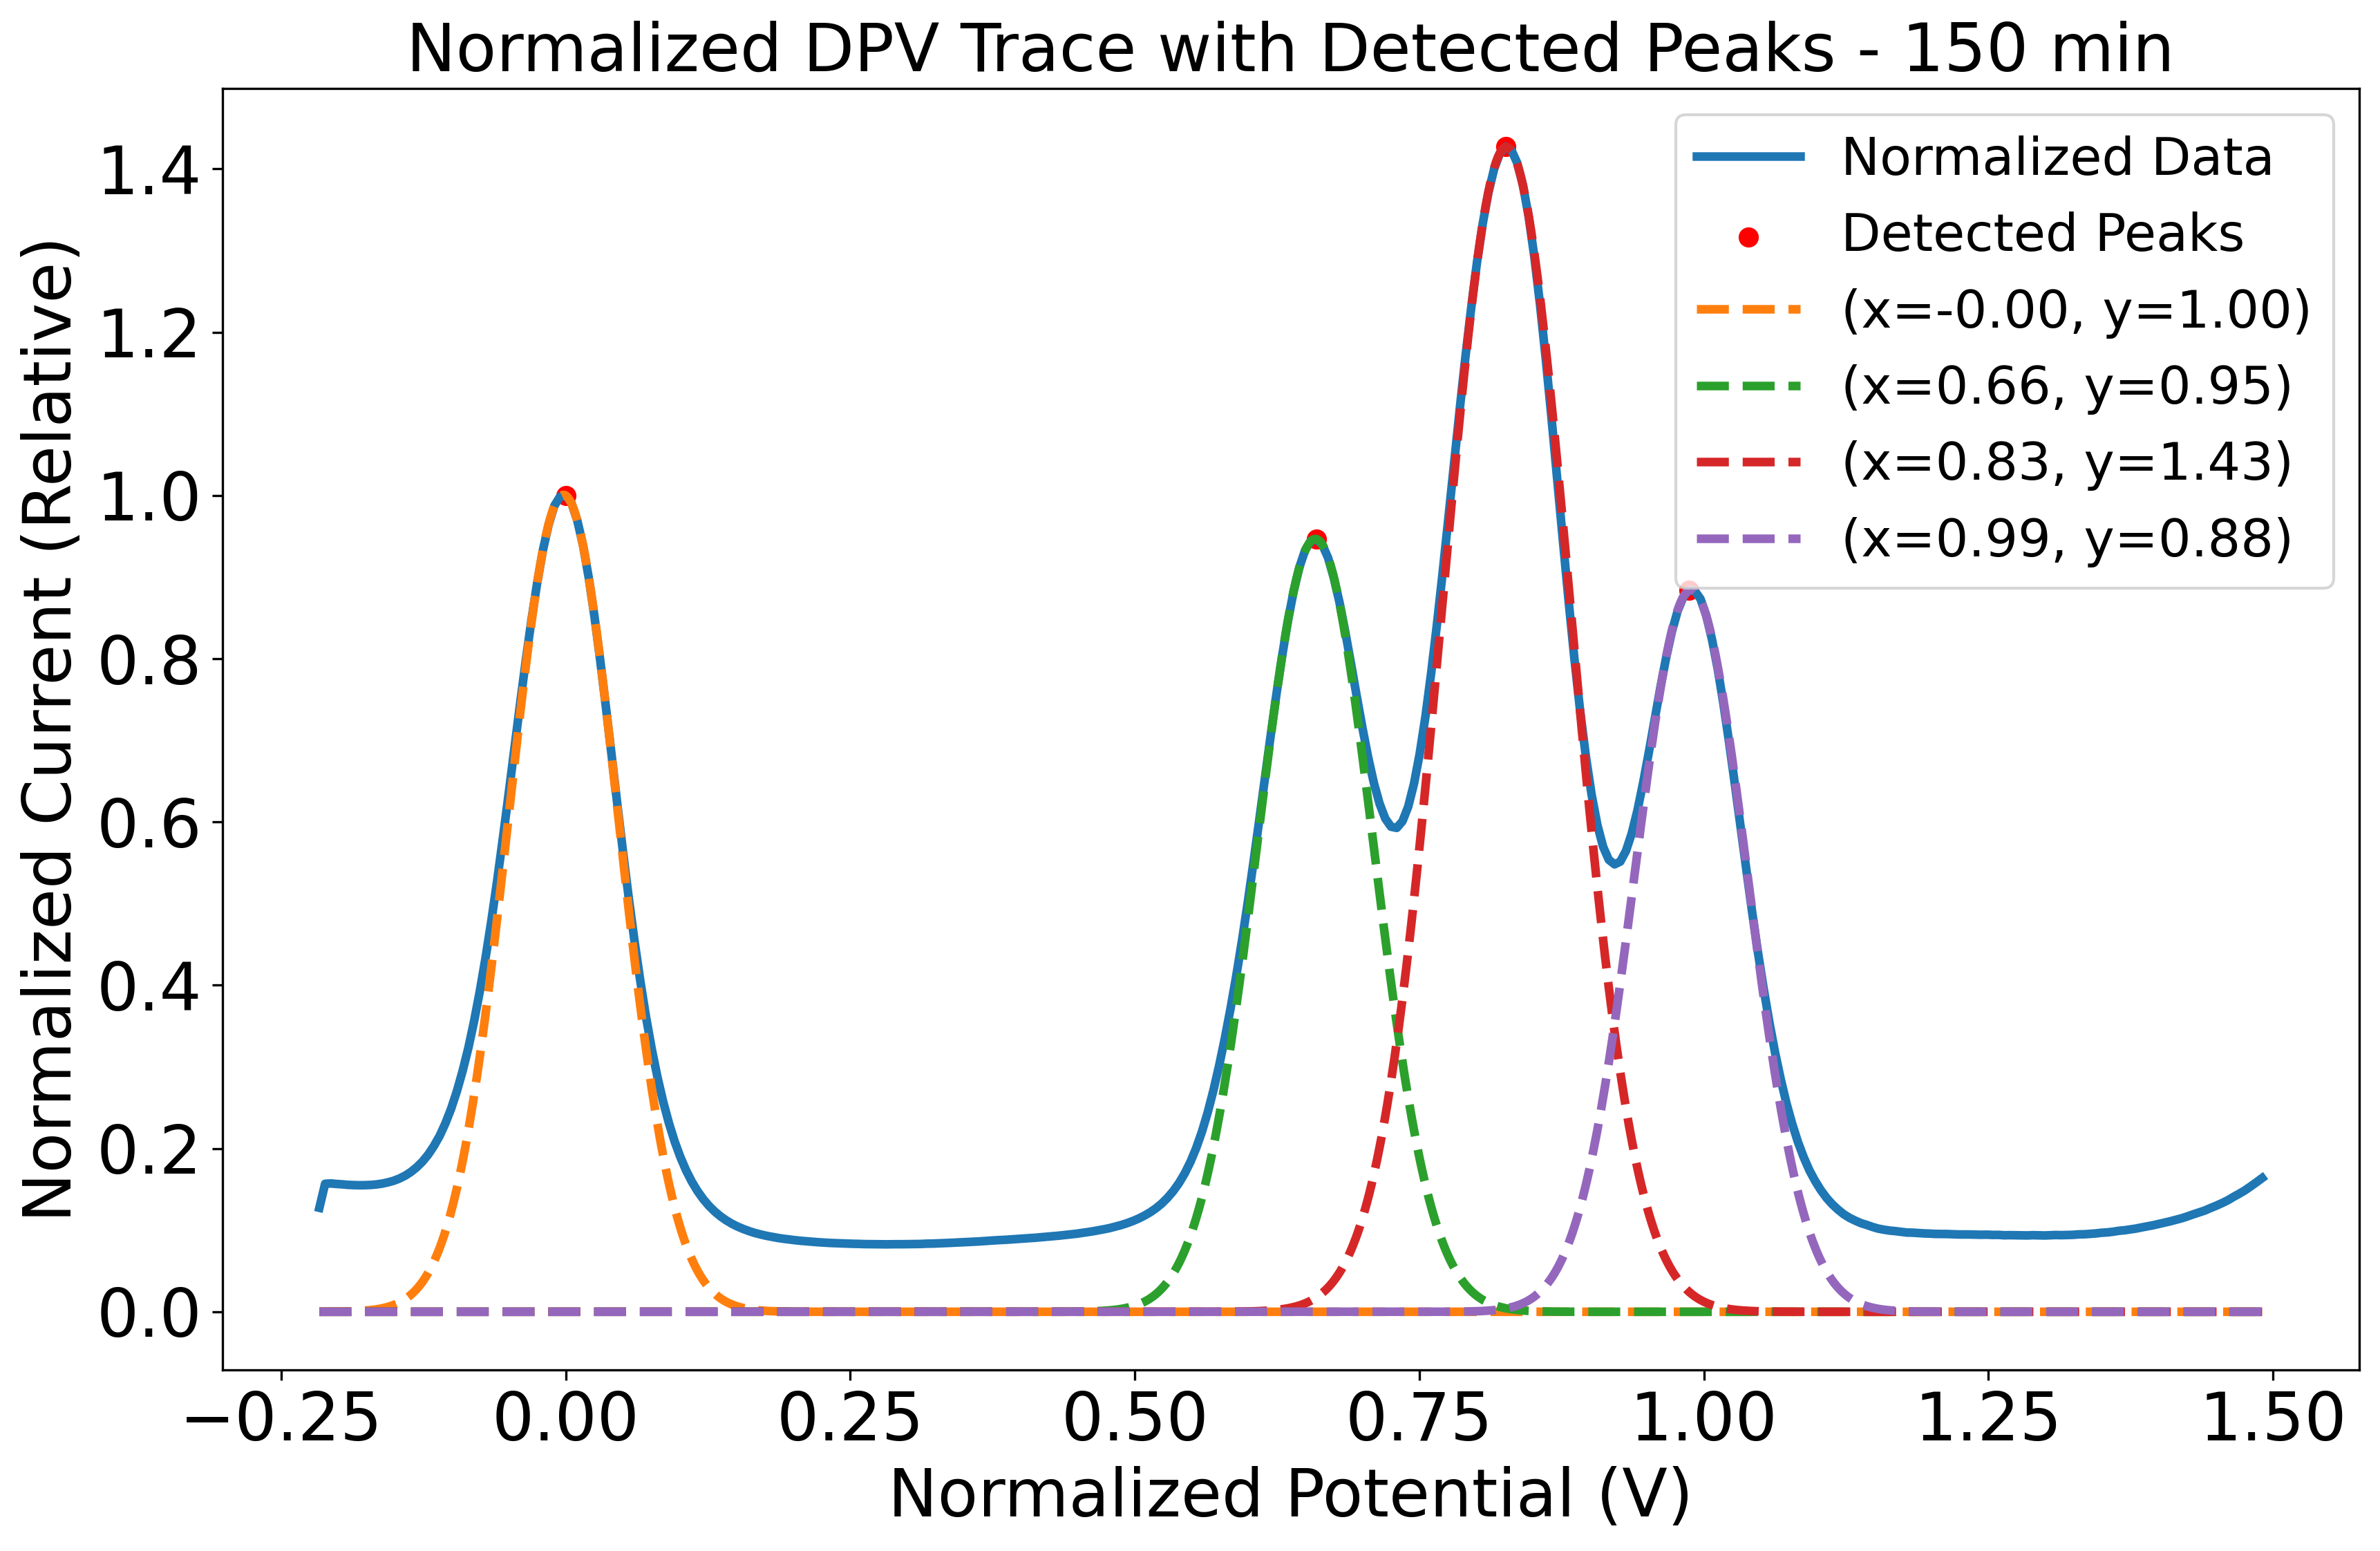 Normalized DPV Trace with Detected Peaks - 150 min
Normalized Current (Relative)
1.4
1.2
1.0
0.8
0.6
0.4
0.2
0.0
Normalized Data
Detected Peaks
(x=-0.00, y=1.00)
(x=0.66, y=0.95)
(x=0.83, y=1.43)
(x=0.99, y=0.88)
−0.25 0.00 0.25 0.50 0.75 1.00 1.25 1.50
Normalized Potential (V)